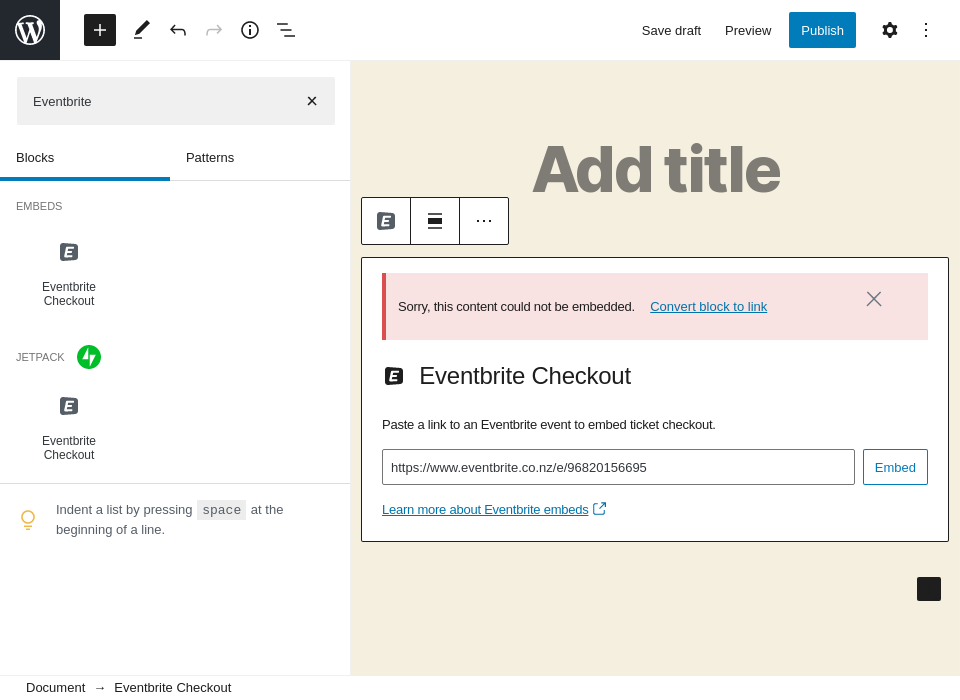 Save draft
Preview
Publish
Eventbrite
Blocks
Patterns
EMBEDS
Eventbrite
Checkout
JETPACK
Eventbrite
Checkout
Indent a list by pressing space at the
beginning of a line.
Add title
Sorry, this content could not be embedded. Convert block to link
Eventbrite Checkout
Paste a link to an Eventbrite event to embed ticket checkout.
https://www.eventbrite.co.nz/e/96820156695
Embed
Learn more about Eventbrite embeds
Document → Eventbrite Checkout